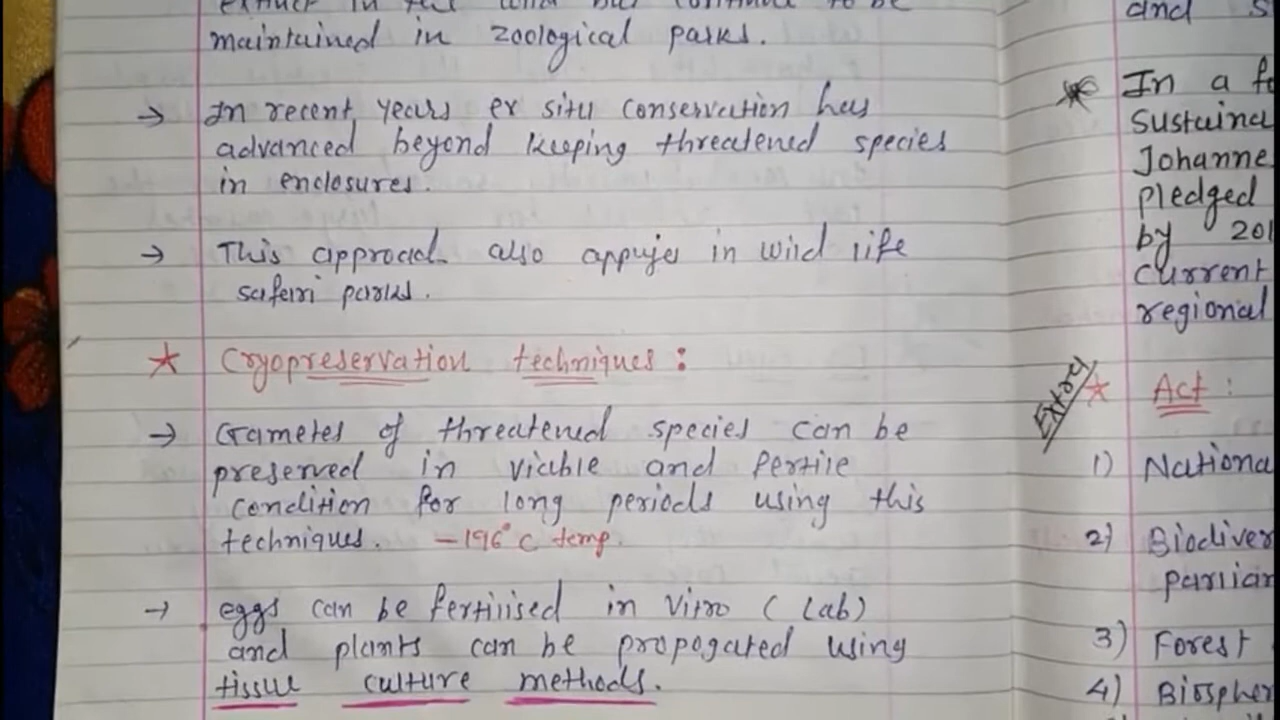 maintained in zoological parks.
→ In recent years ex situ conservation has
advanced beyond keeping threatened species
in enclosures.
→ This approach also applies in wild life
safari parks.
★ Cryopreservation techniques :
→ Gametes of threatened species can be
preserved in viable and fertile
condition for long periods using this
techniques. -196°C temp.
→ eggs can be fertilised in vitro (Lab)
and plants can be propogated using
tissue culture methods.
and s
In a fo
Sustaina
Johanne
pledged
by 201
current
regional
Extra
★ Act :
1) Nationa
2) Biodiver
parliam
3) Forest
4) Biospher